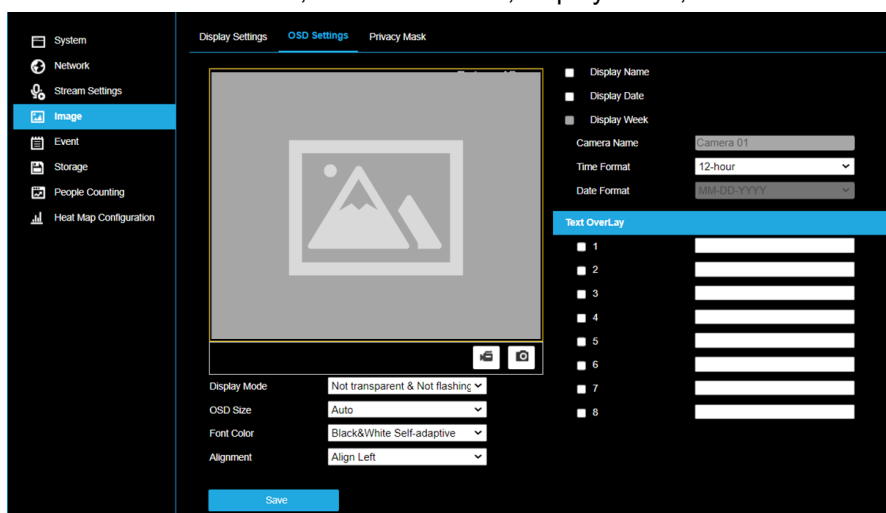 System
Network
Stream Settings
Image
Event
Storage
People Counting
Heat Map Configuration
Display Settings OSD Settings Privacy Mask
Display Name
Display Date
Display Week
Camera Name Camera 01
Time Format 12-hour
Date Format MM-DD-YYYY
Text OverLay
1
2
3
4
5
6
7
8
Display Mode Not transparent & Not flashing
OSD Size Auto
Font Color Black&White Self-adaptive
Alignment Align Left
Save